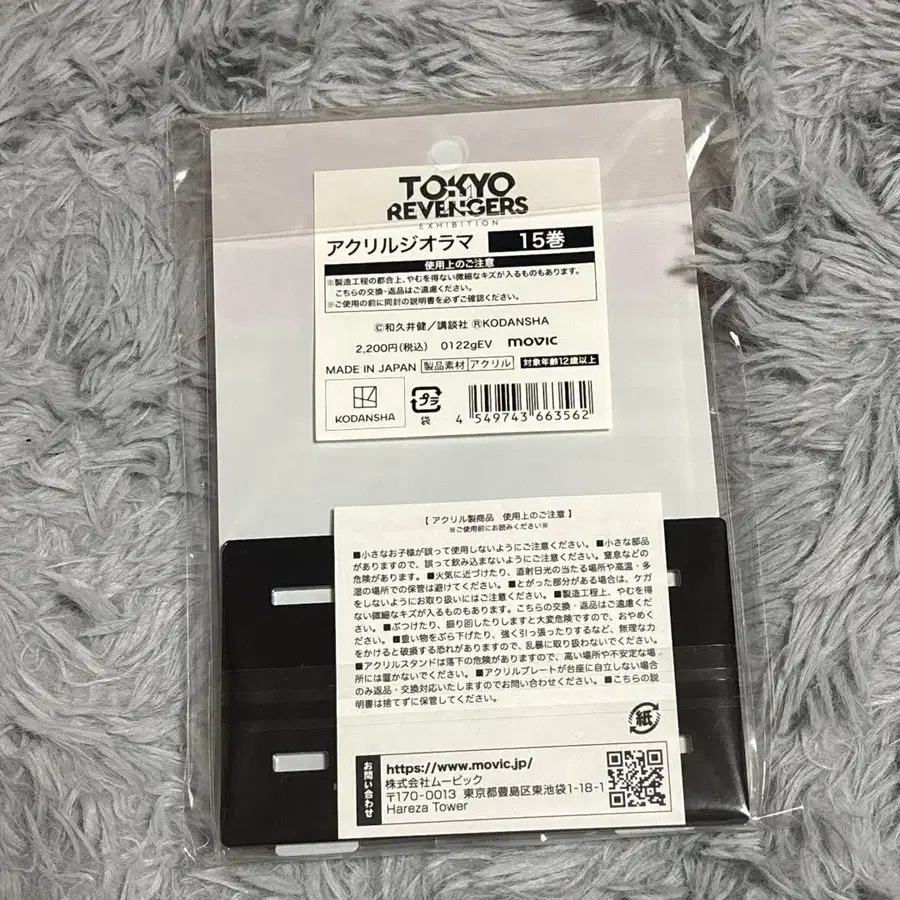 TOKYO
REVENGERS
EXHIBITION
アクリルジオラマ 15巻
使用上のご注意
※製造工程の都合上、やむを得ない微細なキズが入るものもあります。
こちらの交換・返品はご遠慮ください。
※ご使用の前に同封の説明書を必ずご確認ください。
©和久井健/講談社 ®KODANSHA
2,200円(税込) 0122gEV movic
MADE IN JAPAN 製品素材 アクリル 対象年齢12歳以上
KODANSHA
プラ
袋
4 549743 663562
【 アクリル製商品 使用上のご注意 】
※ご使用前にお読みください※
■小さなお子様が誤って使用しないようにご注意ください。 ■小さな部品
がありますので、誤って飲み込まないようにご注意ください。窒息などの
危険があります。 ■火気に近づけたり、直射日光の当たる場所や高温・多
湿の場所での保管は避けてください。 ■とがった部分がある場合は、ケガ
をしないようにお取り扱いにはご注意ください。 ■製造工程上、やむを得
ない微細なキズが入るものもあります。こちらの交換・返品はご遠慮くだ
さい。 ■ぶつけたり、振り回したりしますと大変危険ですので、おやめく
ださい。 ■重い物をぶら下げたり、強く引っ張ったりするなど、無理な力
をかけると破損する恐れがありますので、乱暴に取り扱わないでください。
■アクリルスタンドは落下の危険がありますので、高い場所や不安定な場
所には置かないでください。 ■アクリルプレートが台座に自立しない場合
のみ返品・交換対応いたしますのでお問い合わせください。 ■こちらの説
明書は捨てずに保管してください。
紙
お問い合わせ
https://www.movic.jp/
株式会社ムービック
〒170-0013 東京都豊島区東池袋1-18-1
Hareza Tower